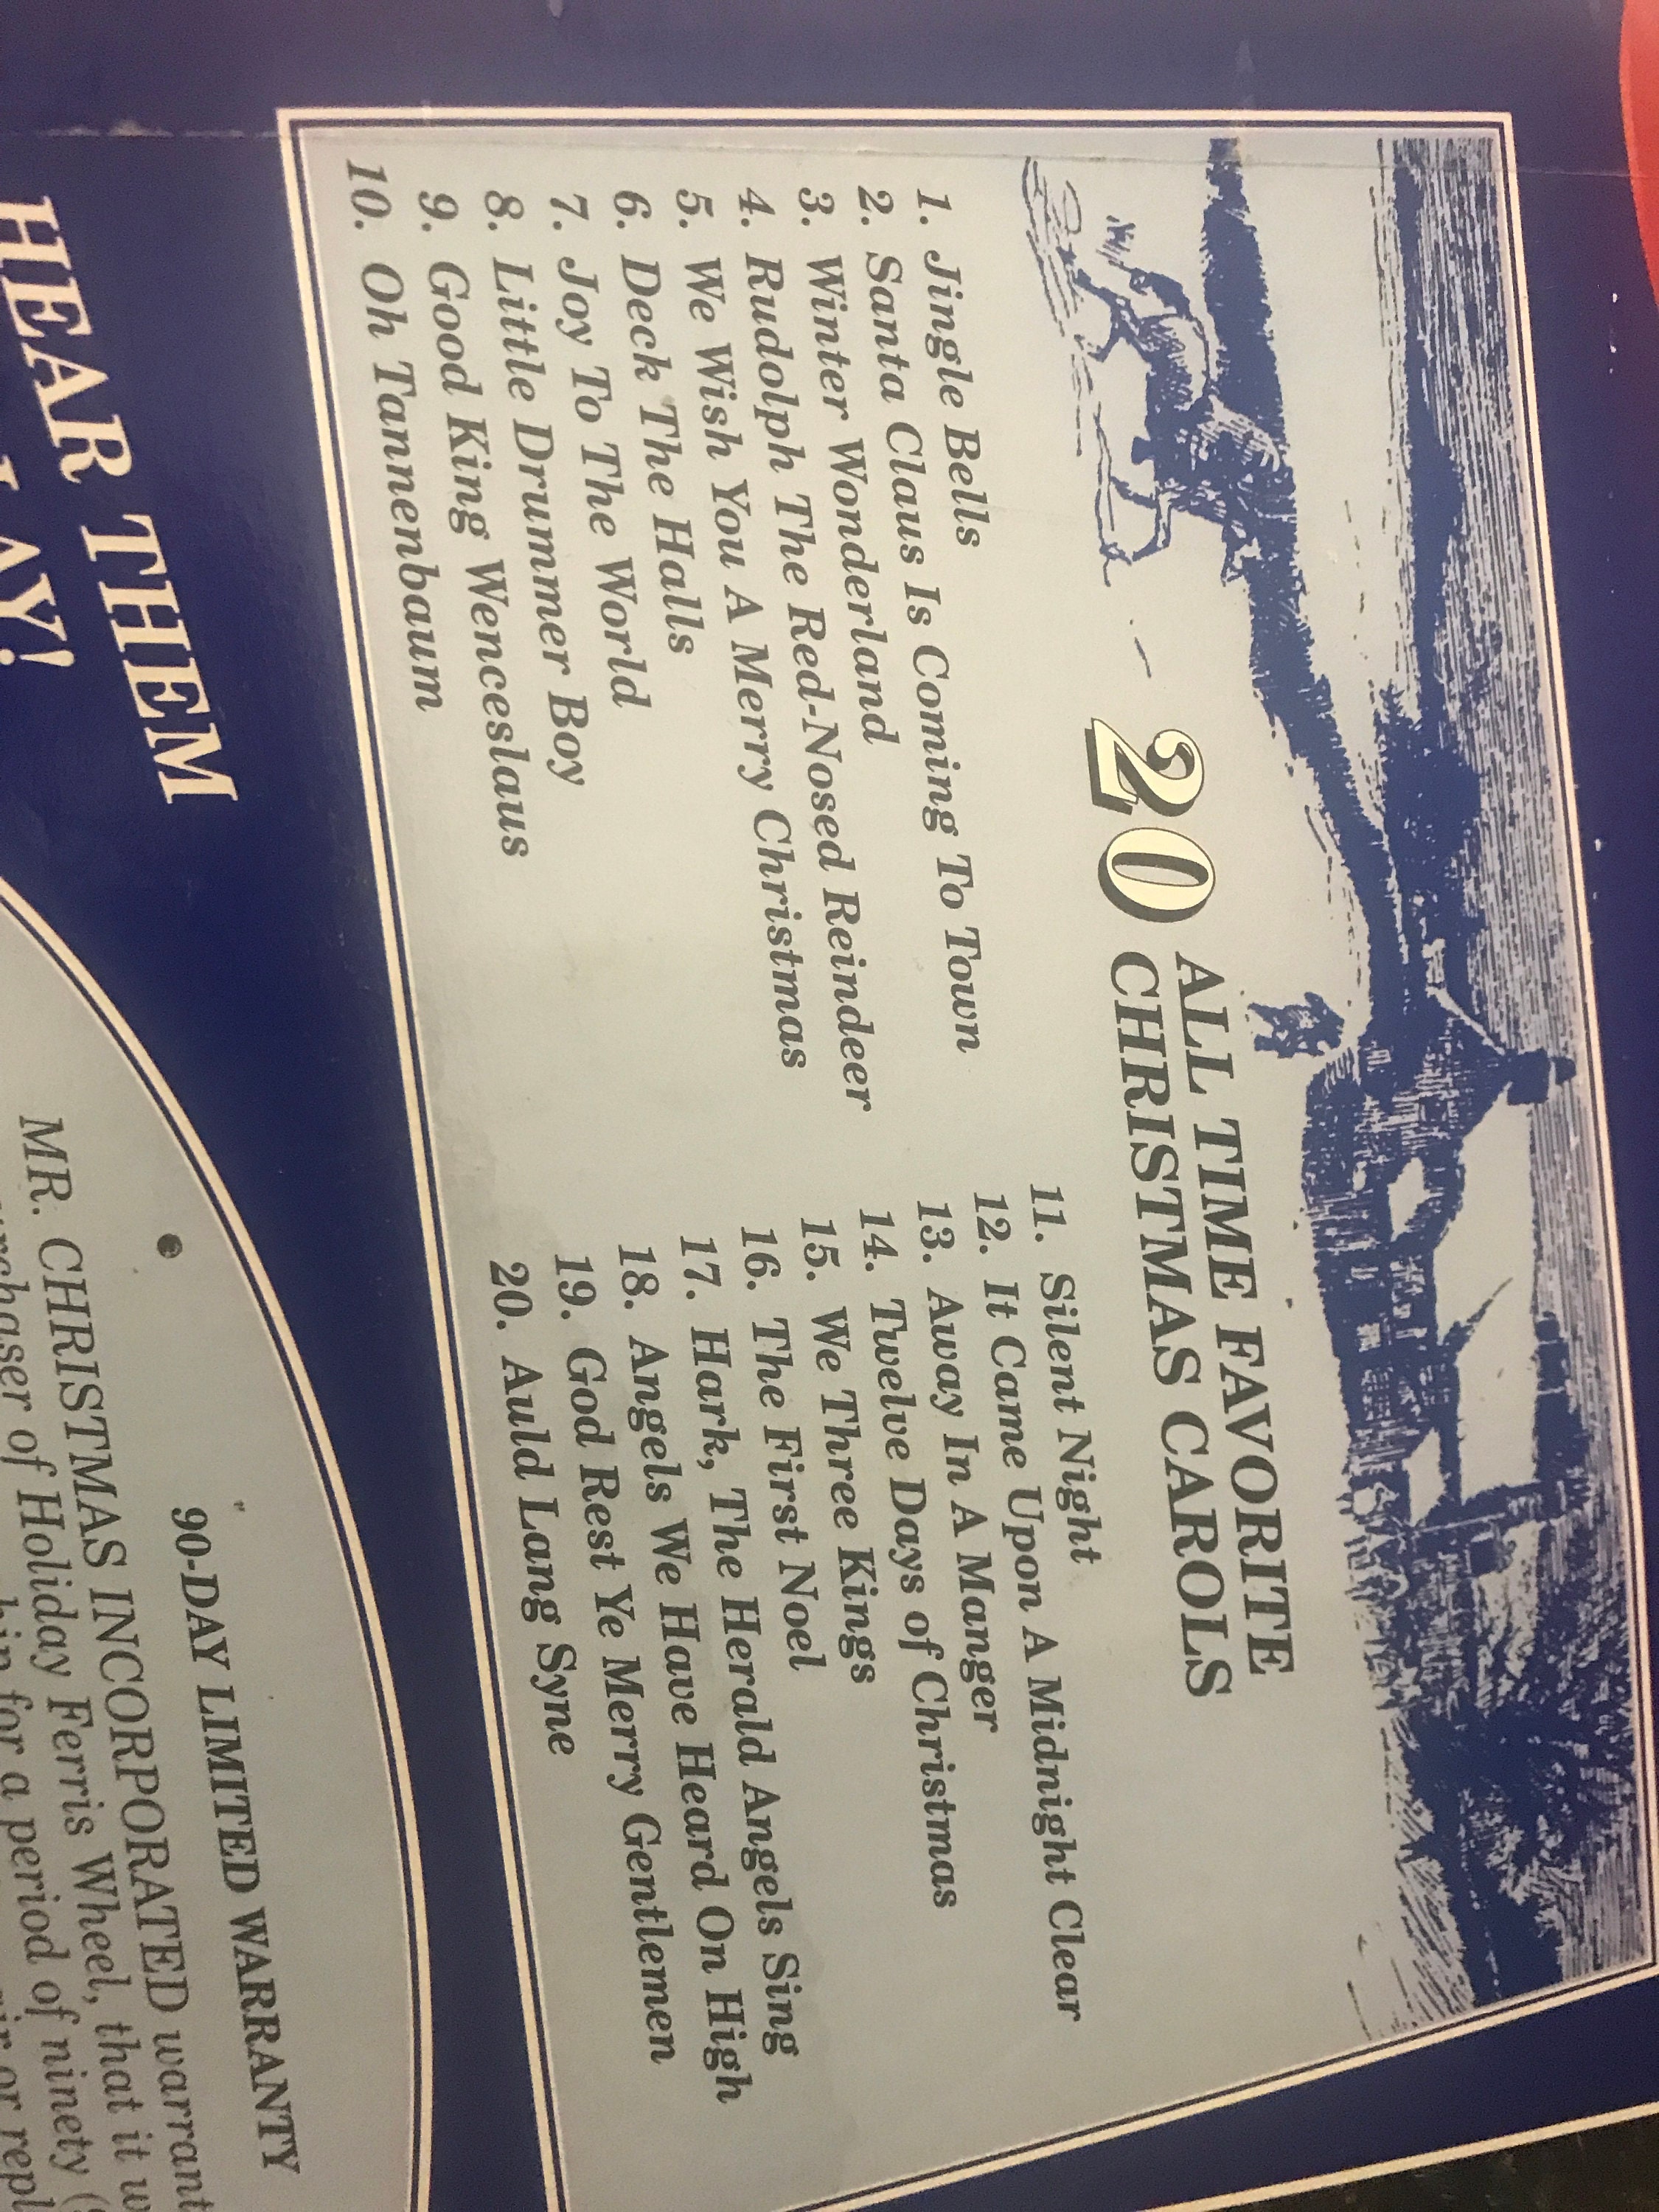 20 ALL TIME FAVORITE
CHRISTMAS CAROLS
1. Jingle Bells
2. Santa Claus Is Coming To Town
3. Winter Wonderland
4. Rudolph The Red-Nosed Reindeer
5. We Wish You A Merry Christmas
6. Deck The Halls
7. Joy To The World
8. Little Drummer Boy
9. Good King Wenceslaus
10. Oh Tannenbaum
11. Silent Night
12. It Came Upon A Midnight Clear
13. Away In A Manger
14. Twelve Days of Christmas
15. We Three Kings
16. The First Noel
17. Hark, The Herald Angels Sing
18. Angels We Have Heard On High
19. God Rest Ye Merry Gentlemen
20. Auld Lang Syne
HEAR THEM
90-DAY LIMITED WARRANTY
MR. CHRISTMAS INCORPORATED warrant
of Holiday Ferris Wheel, that it w
for a period of ninety
or repl